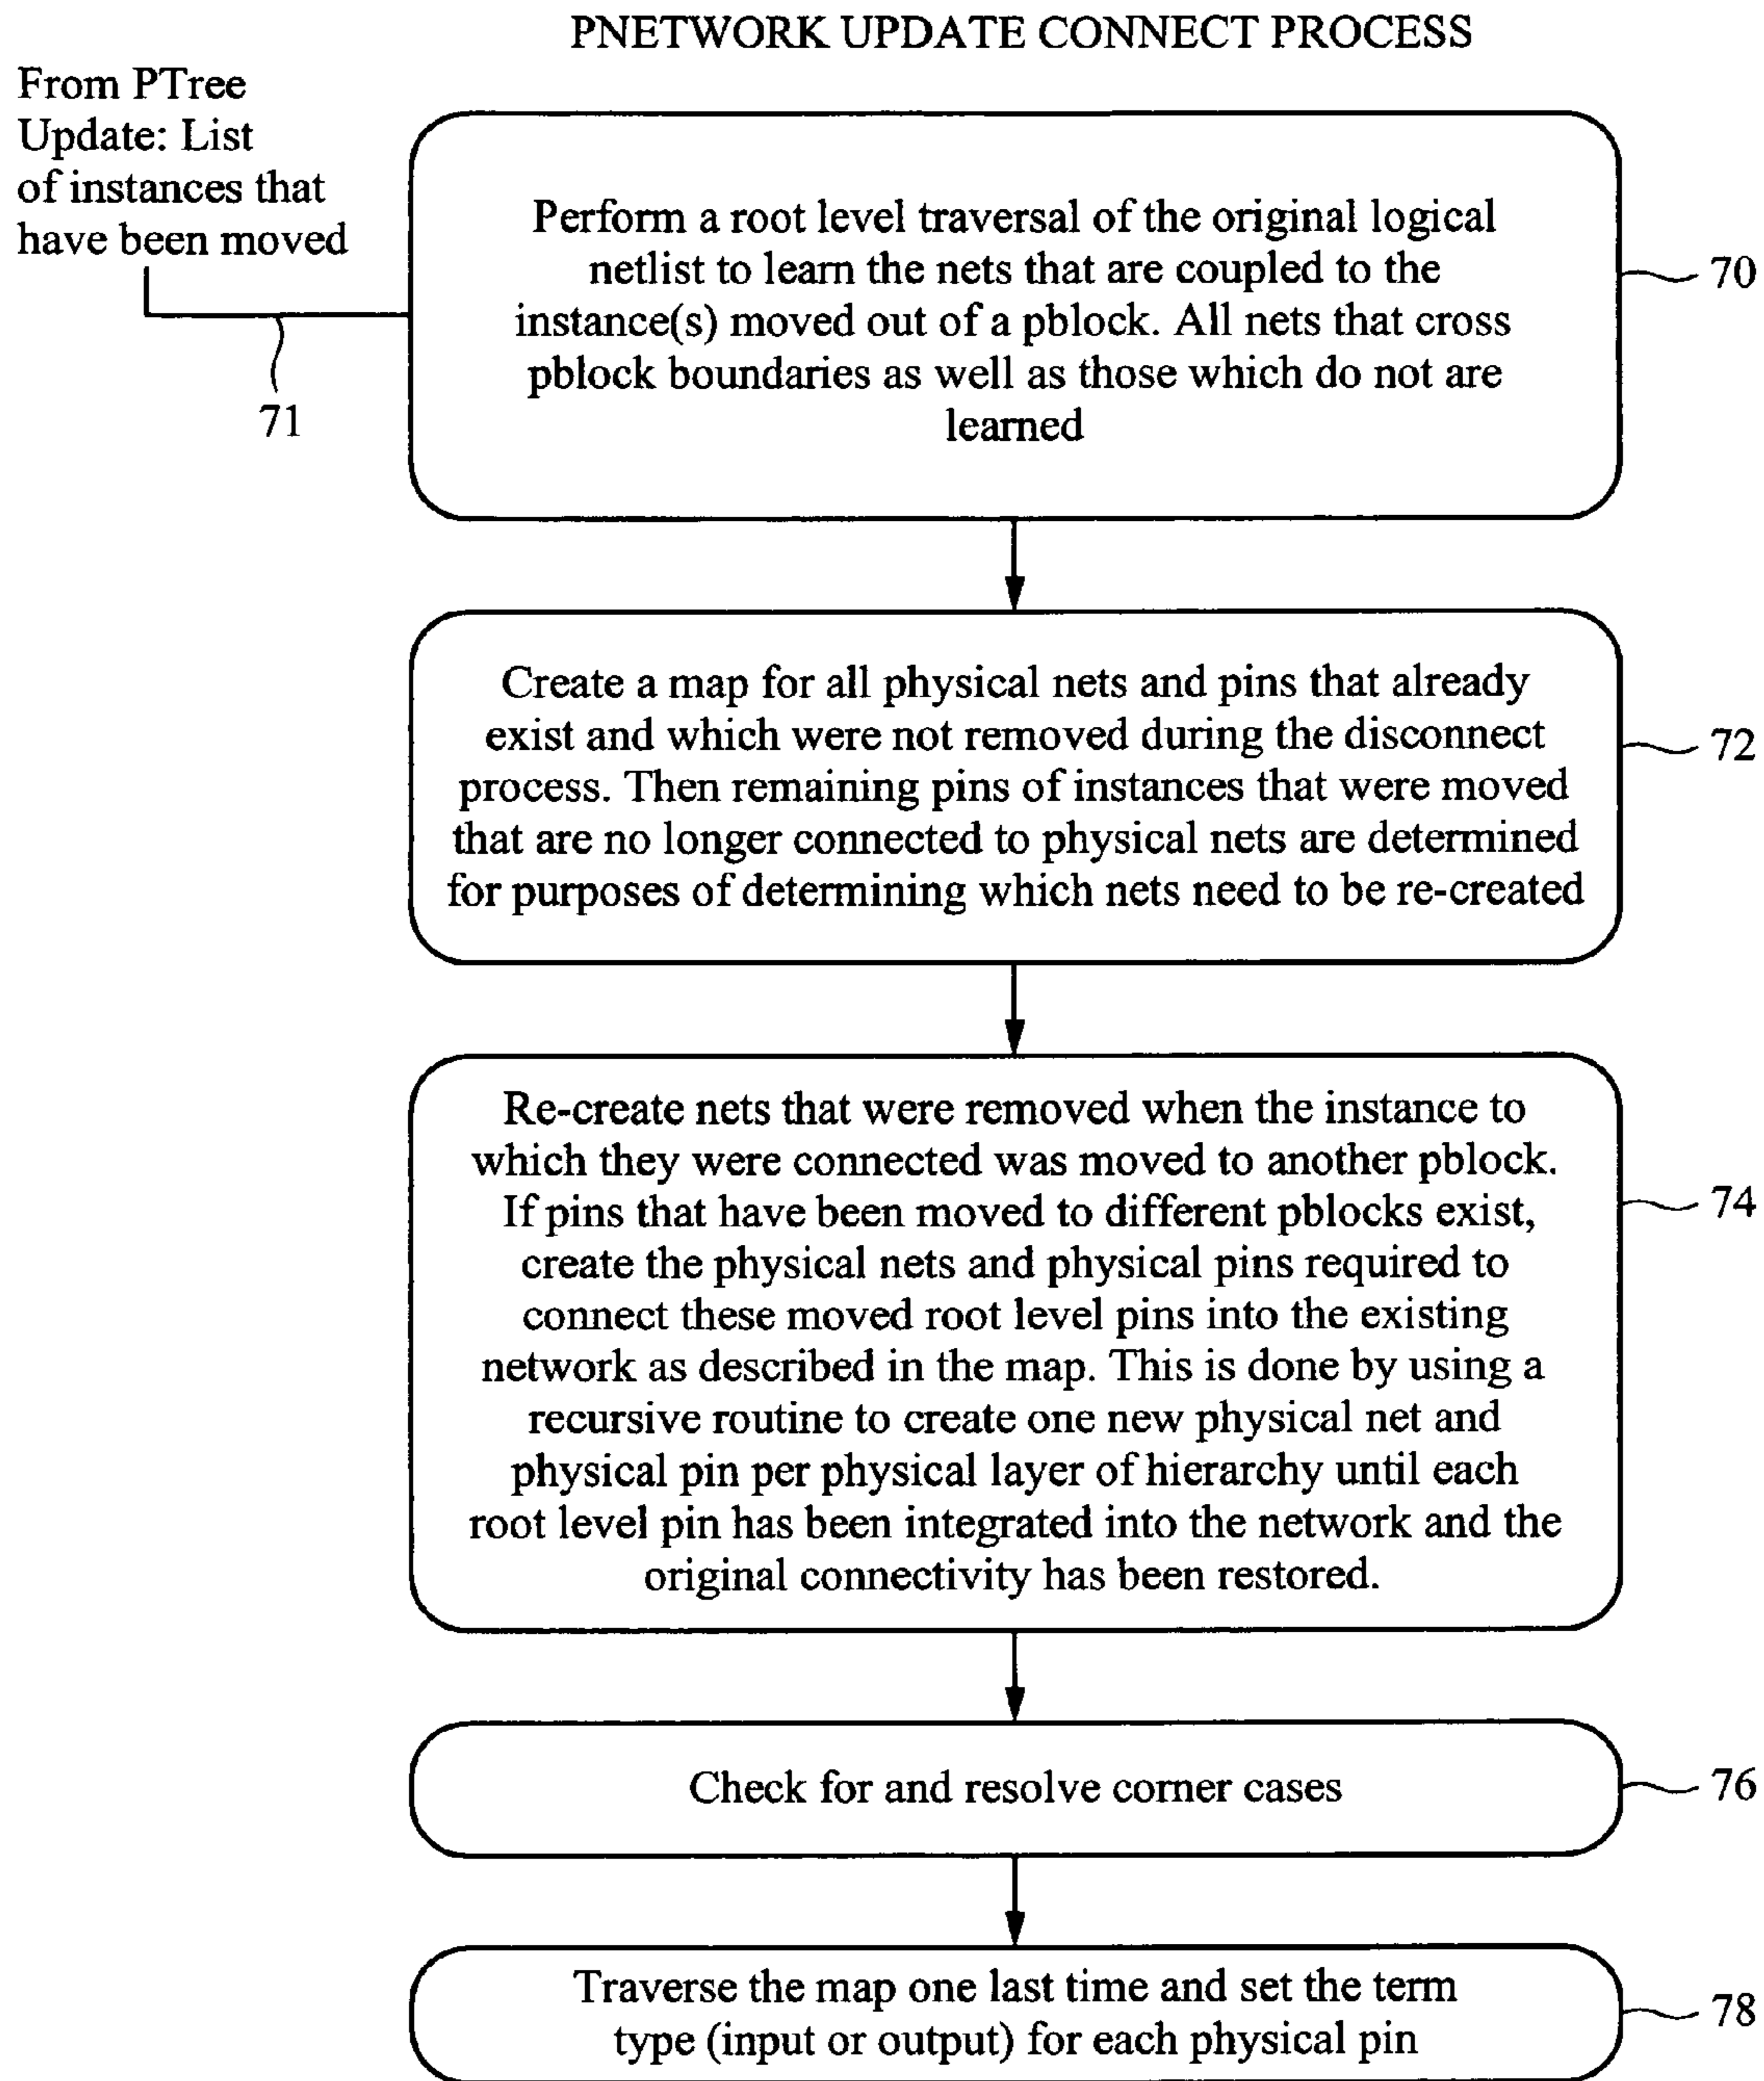 PNETWORK UPDATE CONNECT PROCESS
From PTree
Update: List
of instances that
have been moved
71
Perform a root level traversal of the original logical
netlist to learn the nets that are coupled to the
instance(s) moved out of a pblock. All nets that cross
pblock boundaries as well as those which do not are
learned
70
Create a map for all physical nets and pins that already
exist and which were not removed during the disconnect
process. Then remaining pins of instances that were moved
that are no longer connected to physical nets are determined
for purposes of determining which nets need to be re-created
72
Re-create nets that were removed when the instance to
which they were connected was moved to another pblock.
If pins that have been moved to different pblocks exist,
create the physical nets and physical pins required to
connect these moved root level pins into the existing
network as described in the map. This is done by using a
recursive routine to create one new physical net and
physical pin per physical layer of hierarchy until each
root level pin has been integrated into the network and the
original connectivity has been restored.
74
Check for and resolve corner cases
76
Traverse the map one last time and set the term
type (input or output) for each physical pin
78